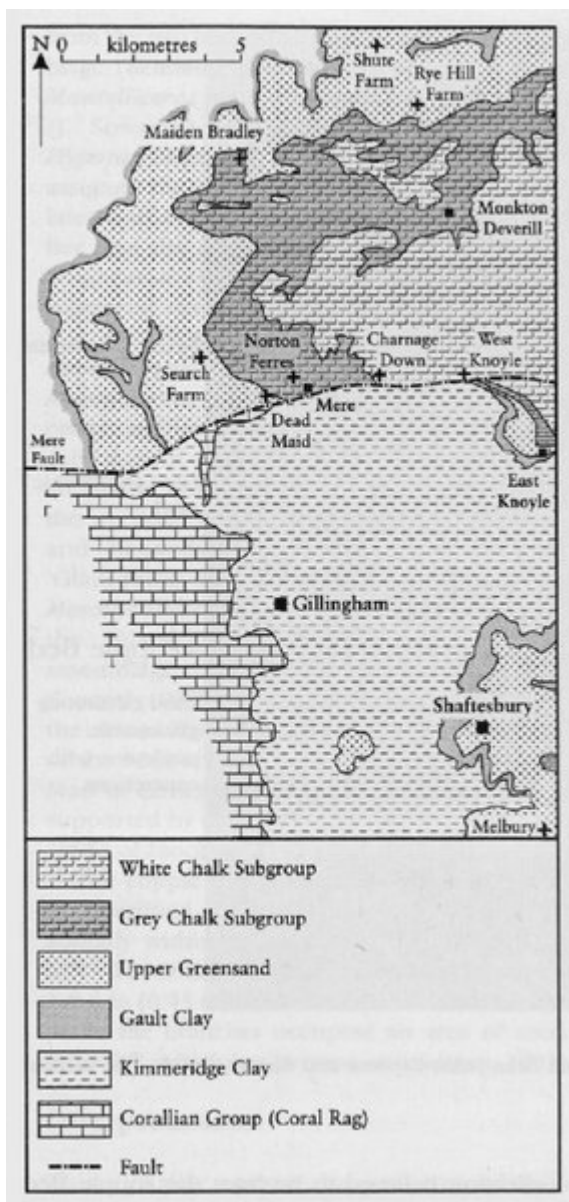 N 0 kilometres 5
Shute
Farm
Rye Hill
Farm
Maiden Bradley
Monkton
Deverill
Norton
Ferres
Charnage
Down
West
Knoyle
Search
Farm
Mere
Dead
Maid
Mere
Fault
East
Knoyle
Gillingham
Shaftesbury
Melbury
White Chalk Subgroup
Grey Chalk Subgroup
Upper Greensand
Gault Clay
Kimmeridge Clay
Corallian Group (Coral Rag)
Fault